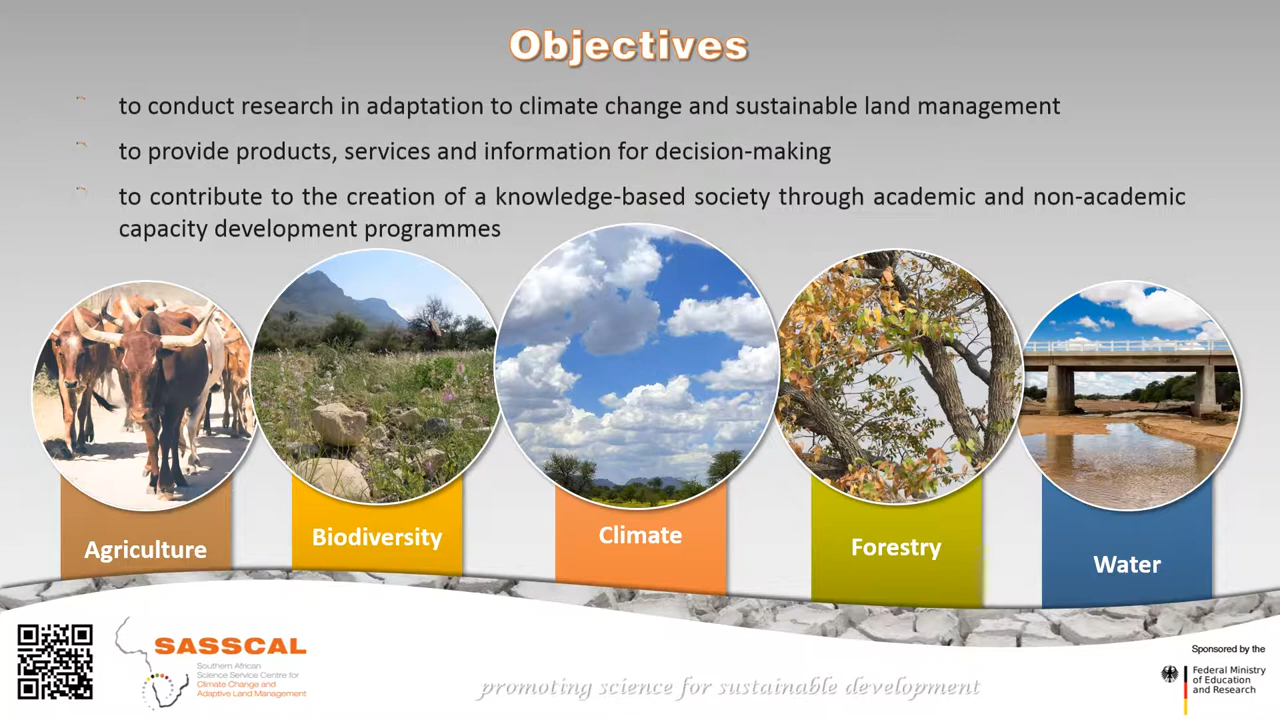 Objectives
to conduct research in adaptation to climate change and sustainable land management
to provide products, services and information for decision-making
to contribute to the creation of a knowledge-based society through academic and non-academic
capacity development programmes
Agriculture
Biodiversity
Climate
Forestry
Water
SASSCAL
Southern African
Science Service Centre for
Climate Change and
Adaptive Land Management
promoting science for sustainable development
Sponsored by the
Federal Ministry
of Education
and Research